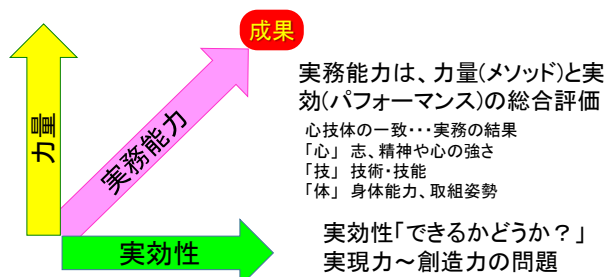 成果
力量
実務能力
実効性
実務能力は、力量(メソッド)と実
効(パフォーマンス)の総合評価
心技体の一致･･･実務の結果
「心」 志、精神や心の強さ
「技」 技術・技能
「体」 身体能力、取組姿勢
実効性「できるかどうか？」
実現力～創造力の問題